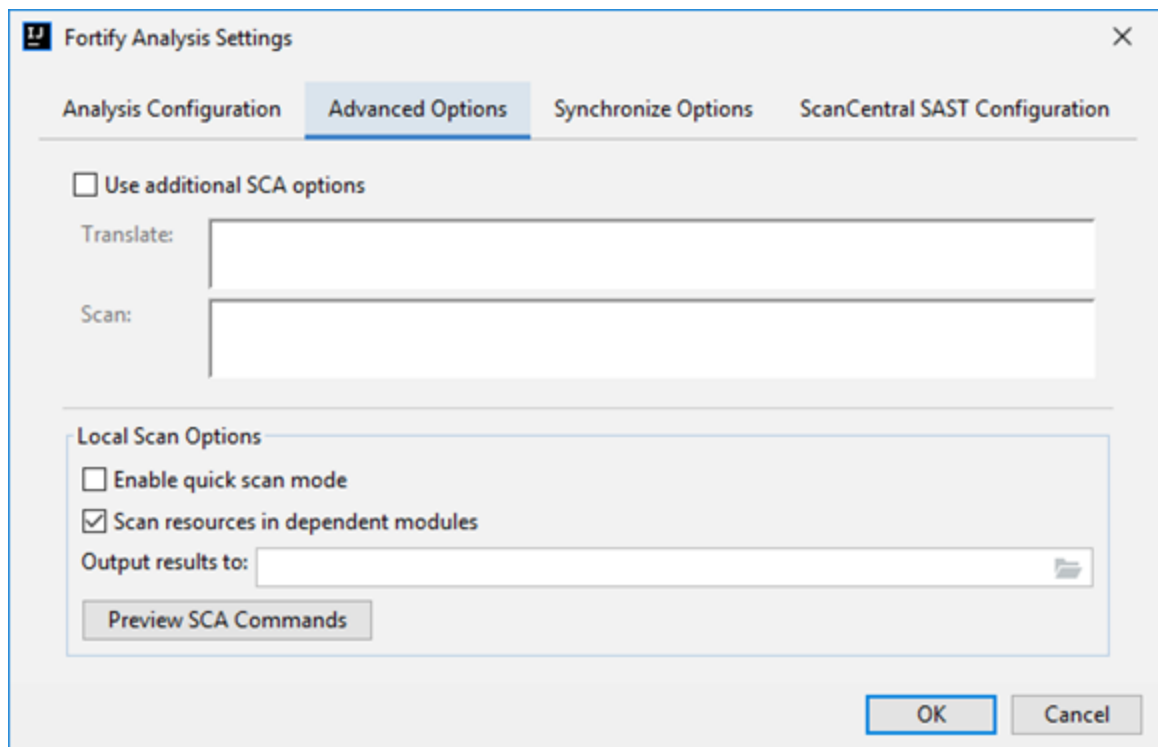 IJ
Fortify Analysis Settings
Analysis Configuration
Advanced Options
Synchronize Options
ScanCentral SAST Configuration
Use additional SCA options
Translate:
Scan:
Local Scan Options
Enable quick scan mode
Scan resources in dependent modules
Output results to:
Preview SCA Commands
OK
Cancel